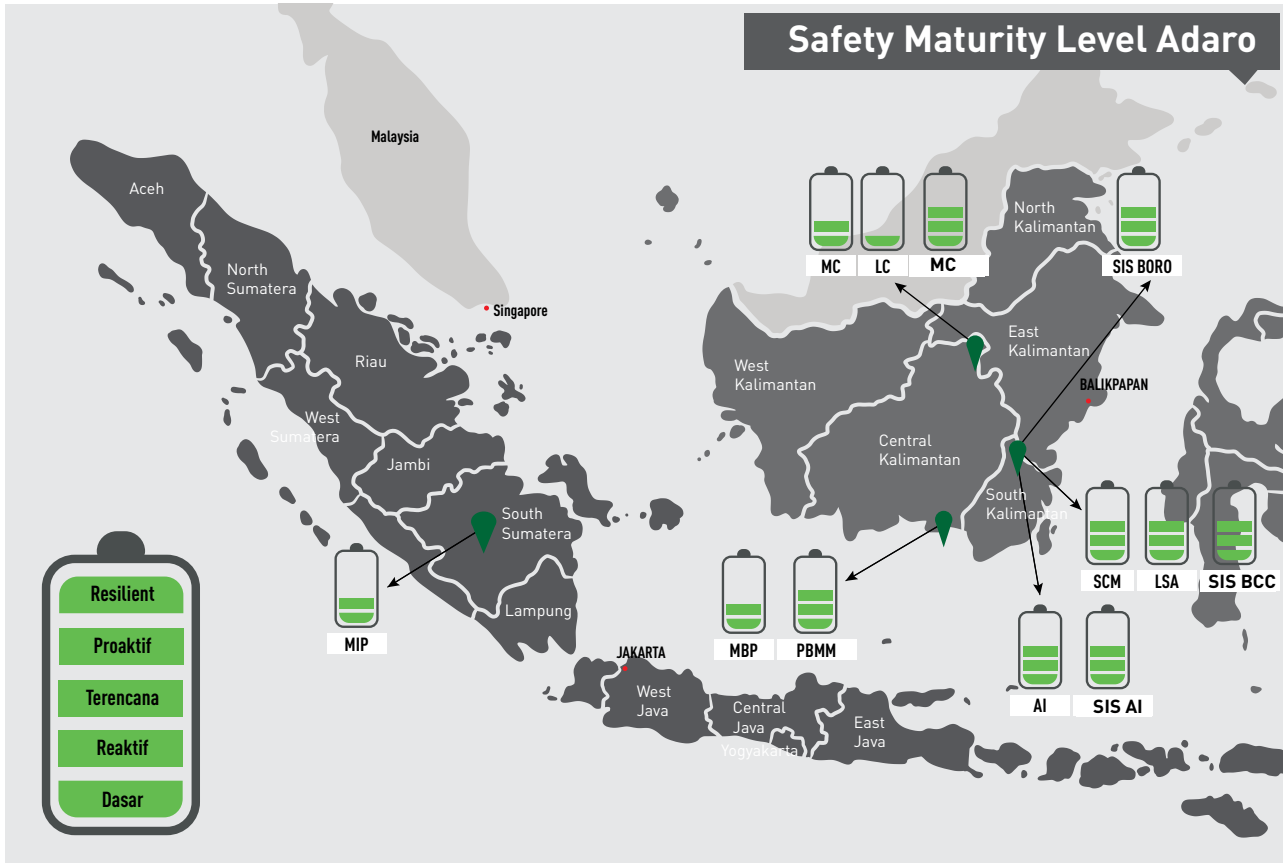 Safety Maturity Level Adaro
Malaysia
Aceh
North
Sumatera
Singapore
Riau
West
Sumatera
Jambi
South
Sumatera
Lampung
MC
LC
MC
North
Kalimantan
SIS BORO
East
Kalimantan
West
Kalimantan
BALIKPAPAN
Central
Kalimantan
South
Kalimantan
SCM
LSA
SIS BCC
Resilient
Proaktif
Terencana
Reaktif
Dasar
MIP
MBP
PBMM
AI
SIS AI
JAKARTA
West
Java
Central
Java
Yogyakarta
East
Java